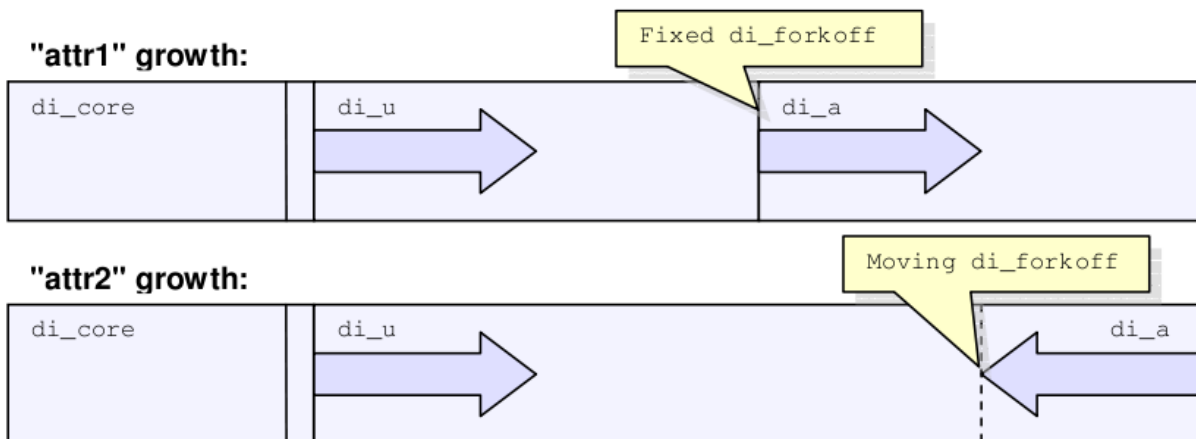 Fixed di_forkoff
"attr1" growth:
di_core
di_u
di_a
Moving di_forkoff
"attr2" growth:
di_core
di_u
di_a